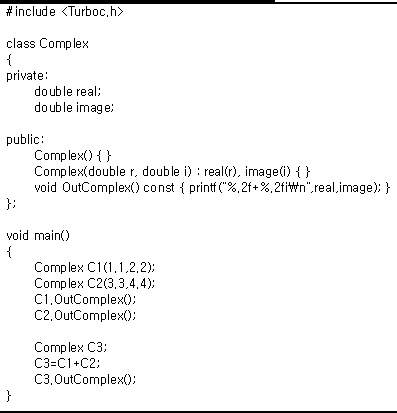 #include <Turboc.h>
class Complex
{
private:
double real;
double image;
public:
Complex() { }
Complex(double r, double i) : real(r), image(i) { }
void OutComplex() const { printf("%.2f+%.2fi₩n",real,image); }
};
void main()
{
Complex C1(1.1,2.2);
Complex C2(3.3,4.4);
C1.OutComplex();
C2.OutComplex();
Complex C3;
C3=C1+C2;
C3.OutComplex();
}